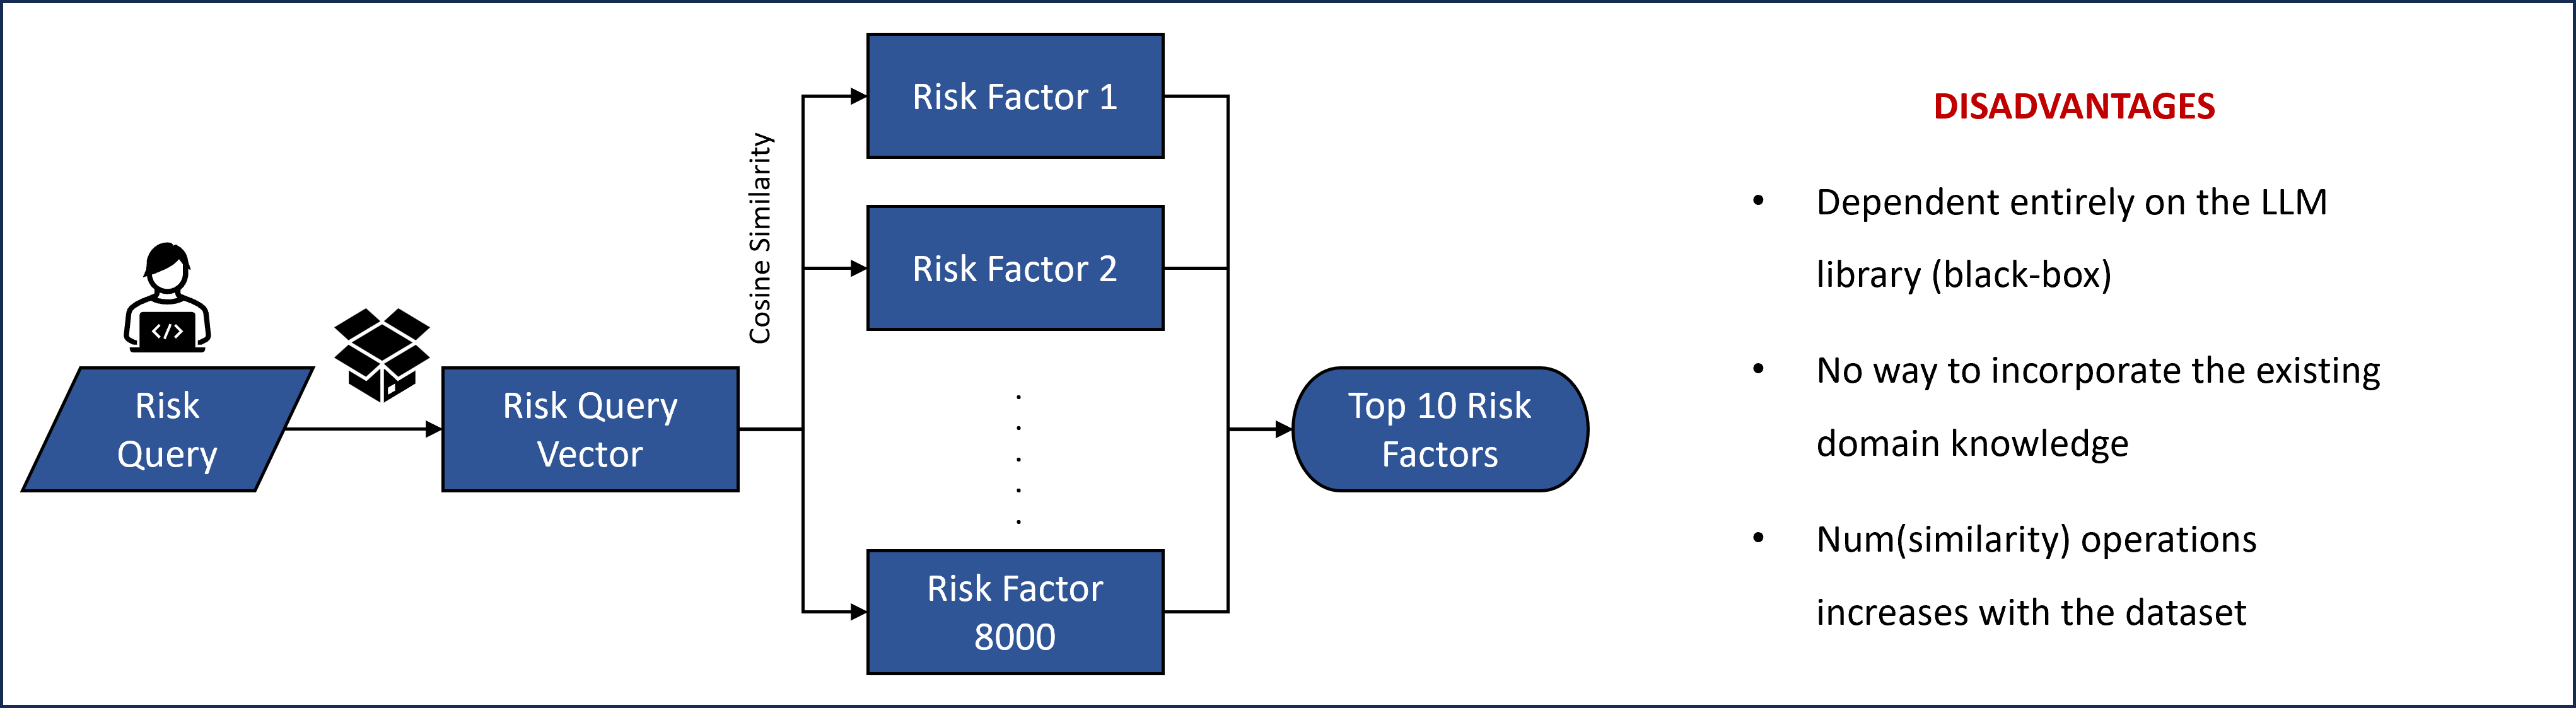 Risk
Query
</>
Risk Query
Vector
Cosine Similarity
Risk Factor 1
Risk Factor 2
Risk Factor
8000
Top 10 Risk
Factors
DISADVANTAGES
• Dependent entirely on the LLM
library (black-box)
• No way to incorporate the existing
domain knowledge
• Num(similarity) operations
increases with the dataset